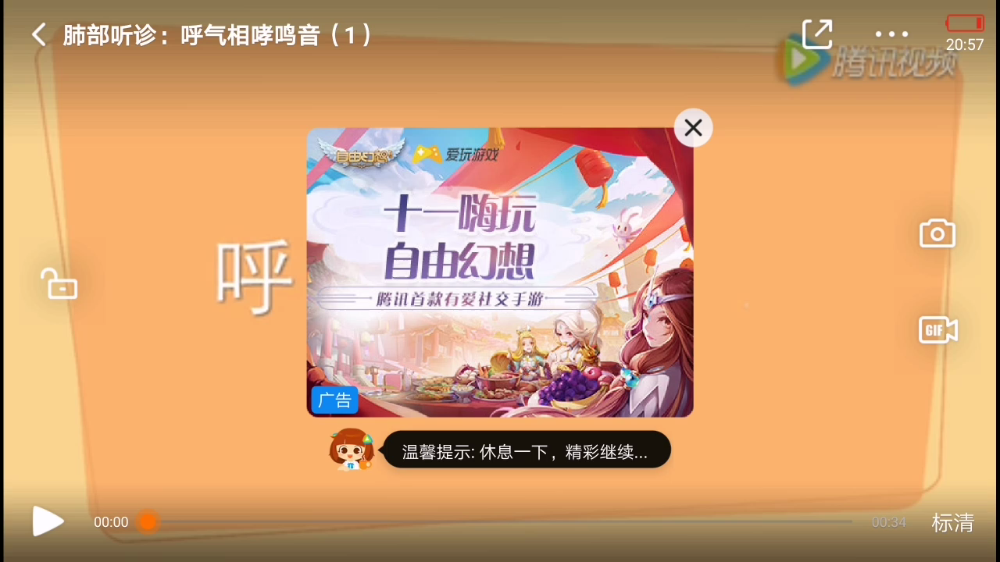 肺部听诊：呼气相哮鸣音（1）
20:57
腾讯视频
自由幻想
爱玩游戏
十一嗨玩
自由幻想
腾讯首款有爱社交手游
呼
GIF
广告
温馨提示: 休息一下，精彩继续...
00:00
00:34
标清